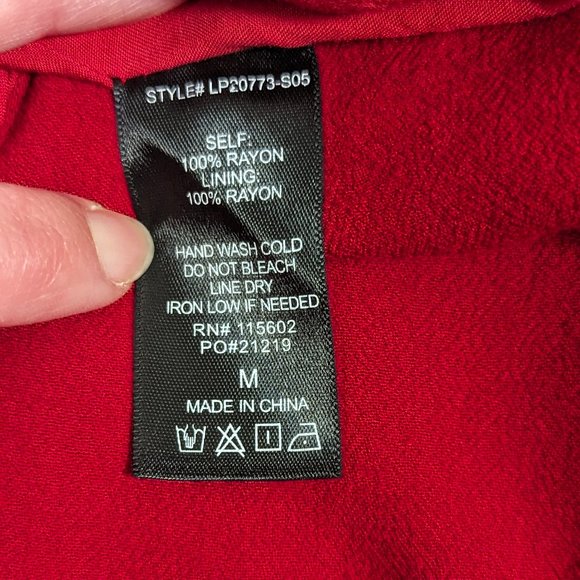 STYLE# LP20773-S05
SELF:
100% RAYON
LINING:
100% RAYON
HAND WASH COLD
DO NOT BLEACH
LINE DRY
IRON LOW IF NEEDED
RN# 115602
PO#21219
M
MADE IN CHINA